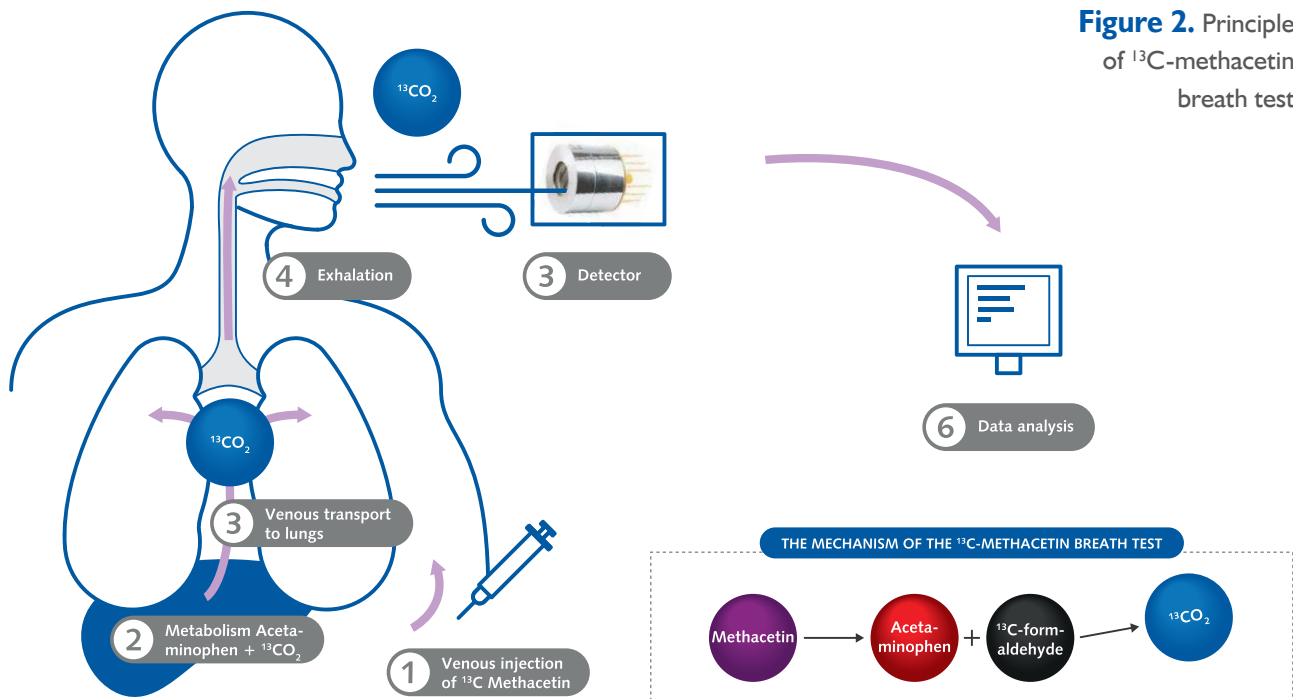 Figure 2. Principle
of ¹³C-methacetin
breath test
¹³CO₂
4 Exhalation
3 Detector
¹³CO₂
6 Data analysis
3 Venous transport
to lungs
2 Metabolism Aceta-
minophen + ¹³CO₂
1 Venous injection
of ¹³C Methacetin
THE MECHANISM OF THE ¹³C-METHACETIN BREATH TEST
Methacetin
Aceta-
minophen
+
¹³C-form-
aldehyde
¹³CO₂